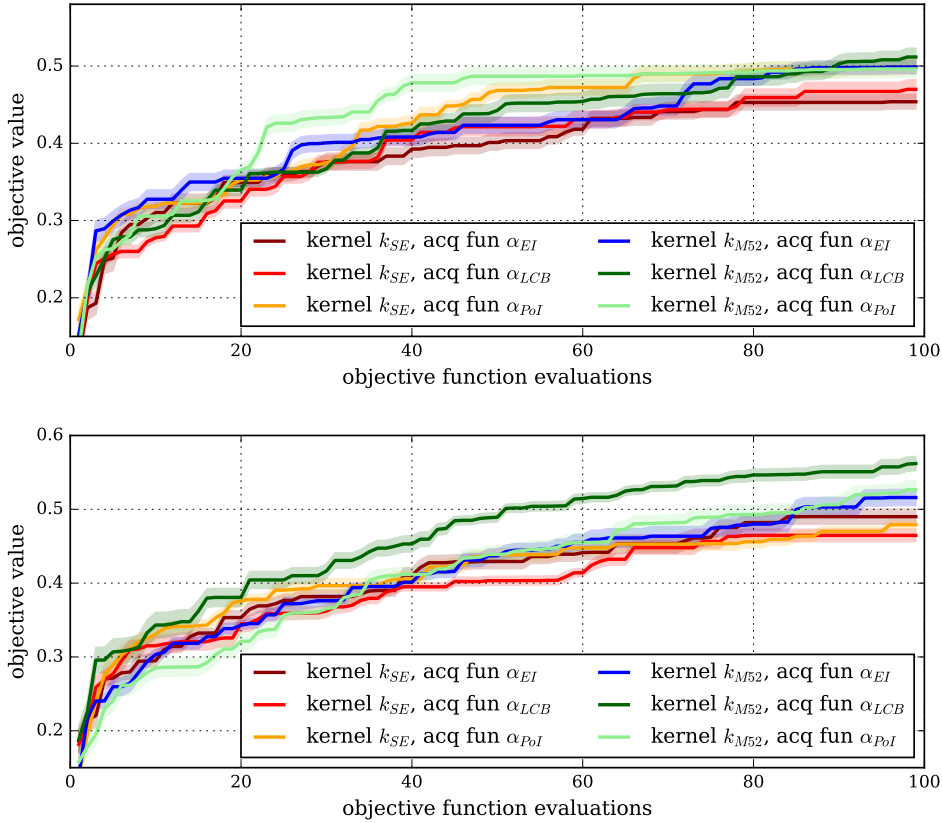 objective value
0.5
0.4
0.3
0.2
kernel k_SE, acq fun α_EI
kernel k_SE, acq fun α_LCB
kernel k_SE, acq fun α_PoI
kernel k_M52, acq fun α_EI
kernel k_M52, acq fun α_LCB
kernel k_M52, acq fun α_PoI
0 20 40 60 80 100
objective function evaluations
objective value
0.6
0.5
0.4
0.3
0.2
kernel k_SE, acq fun α_EI
kernel k_SE, acq fun α_LCB
kernel k_SE, acq fun α_PoI
kernel k_M52, acq fun α_EI
kernel k_M52, acq fun α_LCB
kernel k_M52, acq fun α_PoI
0 20 40 60 80 100
objective function evaluations